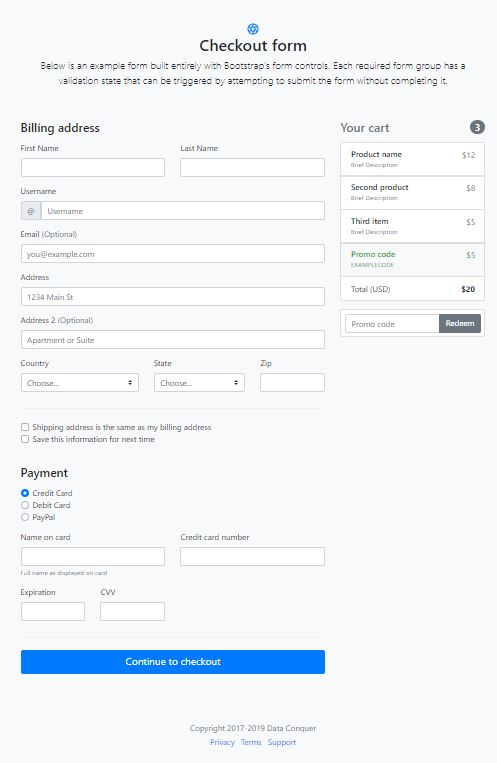 Checkout form
Below is an example form built entirely with Bootstrap's form controls. Each required form group has a
validation state that can be triggered by attempting to submit the form without completing it.
Billing address
First Name Last Name
Username
@ Username
Email (Optional)
you@example.com
Address
1234 Main St
Address 2 (Optional)
Apartment or Suite
Country State Zip
Choose... Choose...
Shipping address is the same as my billing address
Save this information for next time
Payment
Credit Card
Debit Card
PayPal
Name on card Credit card number
Full name as displayed on card
Expiration CVV
Continue to checkout
Your cart 3
Product name $12
Brief Description
Second product $8
Brief Description
Third item $5
Brief Description
Promo code $5
EXAMPLECODE
Total (USD) $20
Promo code Redeem
Copyright 2017-2019 Data Conquer
Privacy Terms Support